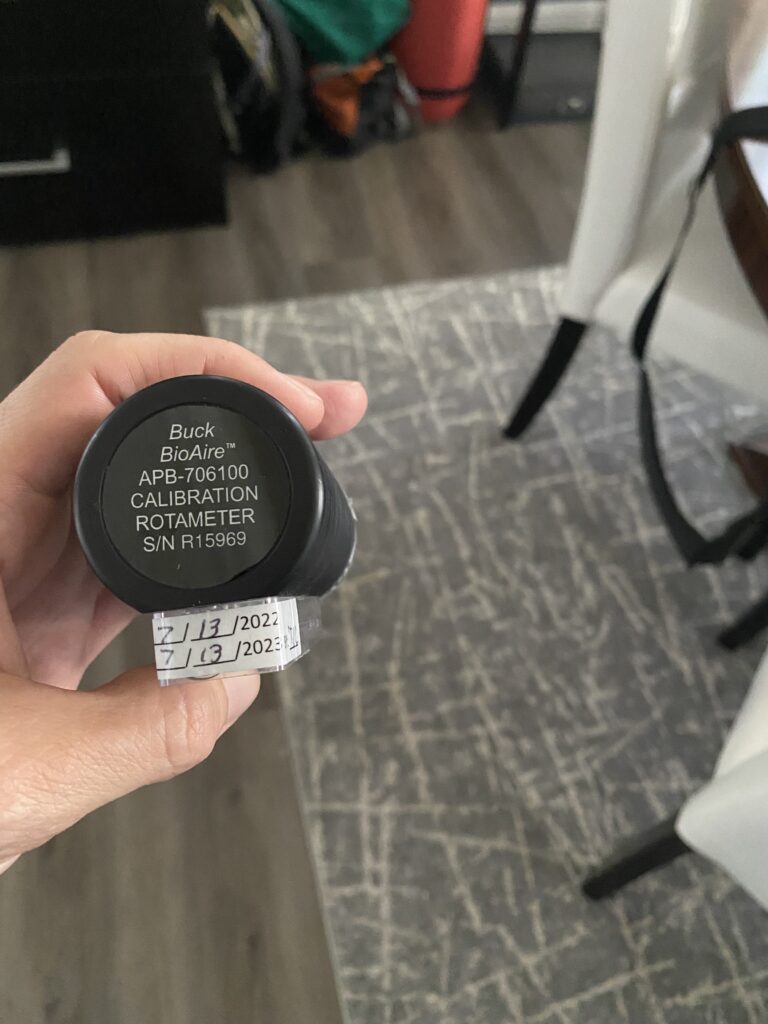 Buck
BioAire™
APB-706100
CALIBRATION
ROTAMETER
S/N R15969
7/13/2022
7/13/2023